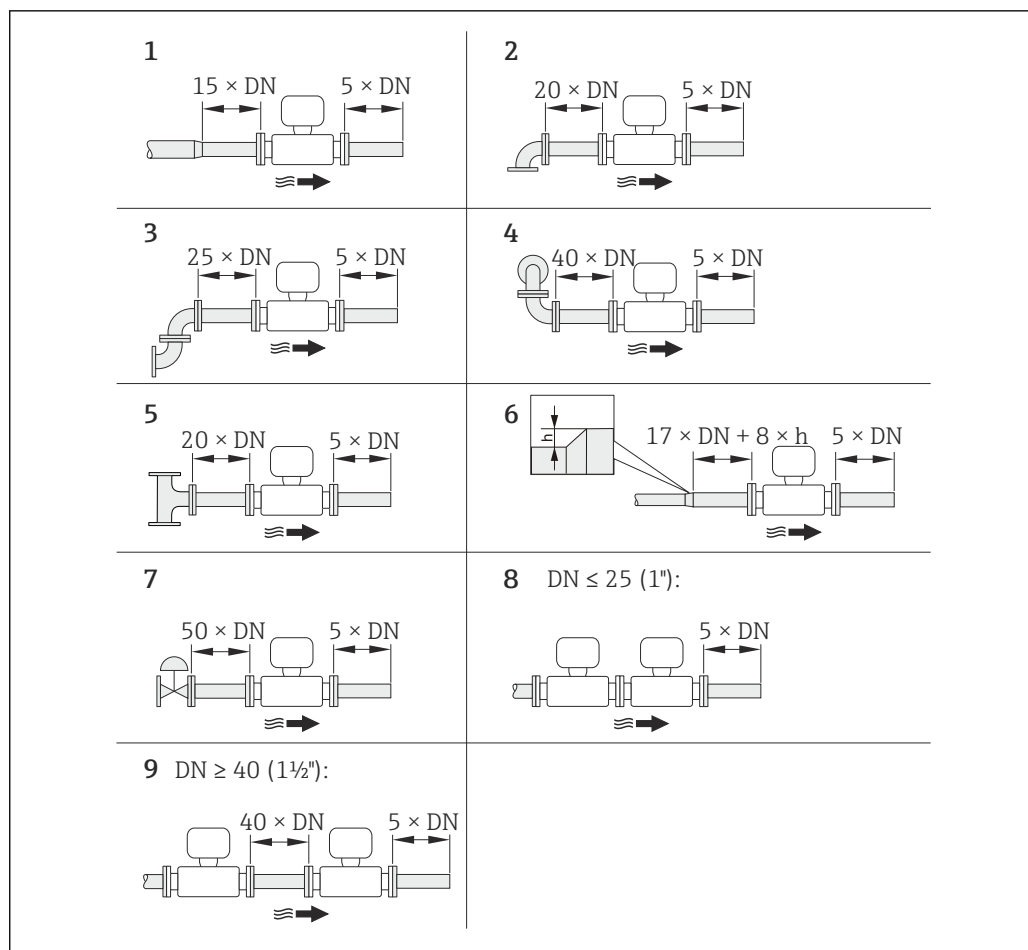 1
15 × DN 5 × DN
2
20 × DN 5 × DN
3
25 × DN 5 × DN
4
40 × DN 5 × DN
5
20 × DN 5 × DN
6
h
17 × DN + 8 × h 5 × DN
7
50 × DN 5 × DN
8 DN ≤ 25 (1"):
5 × DN
9 DN ≥ 40 (1½"):
40 × DN 5 × DN